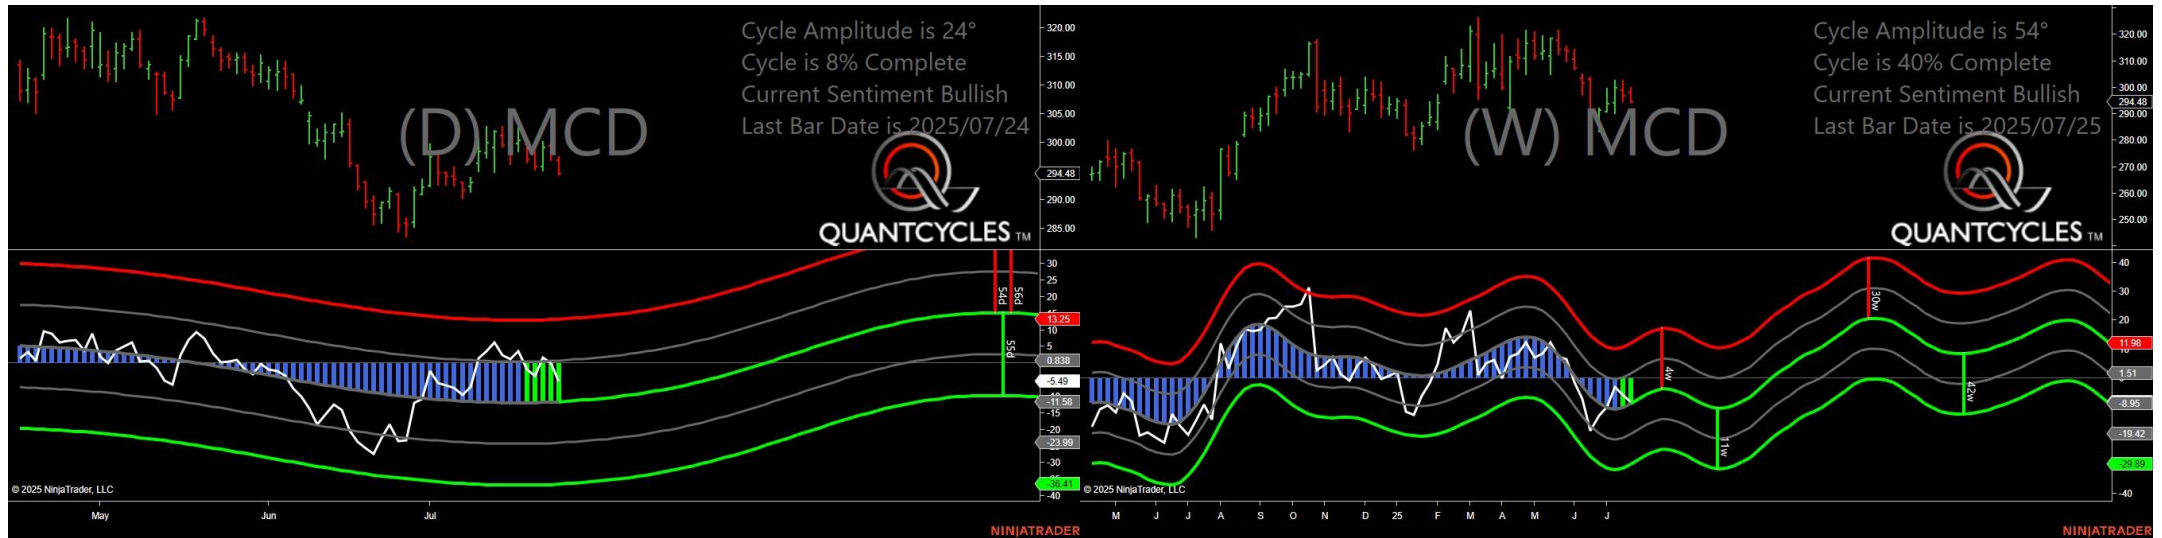 Cycle Amplitude is 24°
Cycle is 8% Complete
Current Sentiment Bullish
Last Bar Date is 2025/07/24
(D) MCD
QUANTCYCLES TM
320.00
315.00
310.00
305.00
300.00
294.48
290.00
285.00
30
25
20
13.25
10
5
0.838
-5.49
-11.58
-15
-20
-23.99
-30
-36.41
-40
54d
56d
55d
© 2025 NinjaTrader, LLC
May
Jun
Jul
NINJATRADER
Cycle Amplitude is 54°
Cycle is 40% Complete
Current Sentiment Bullish
Last Bar Date is 2025/07/25
(W) MCD
QUANTCYCLES TM
320.00
310.00
300.00
294.48
290.00
280.00
270.00
260.00
250.00
40
30
20
11.98
1.51
-8.95
-19.42
-29.89
-40
4w
11w
30w
42w
© 2025 NinjaTrader, LLC
M
J
J
A
S
O
N
D
25
F
M
A
M
J
J
NINJATRADER